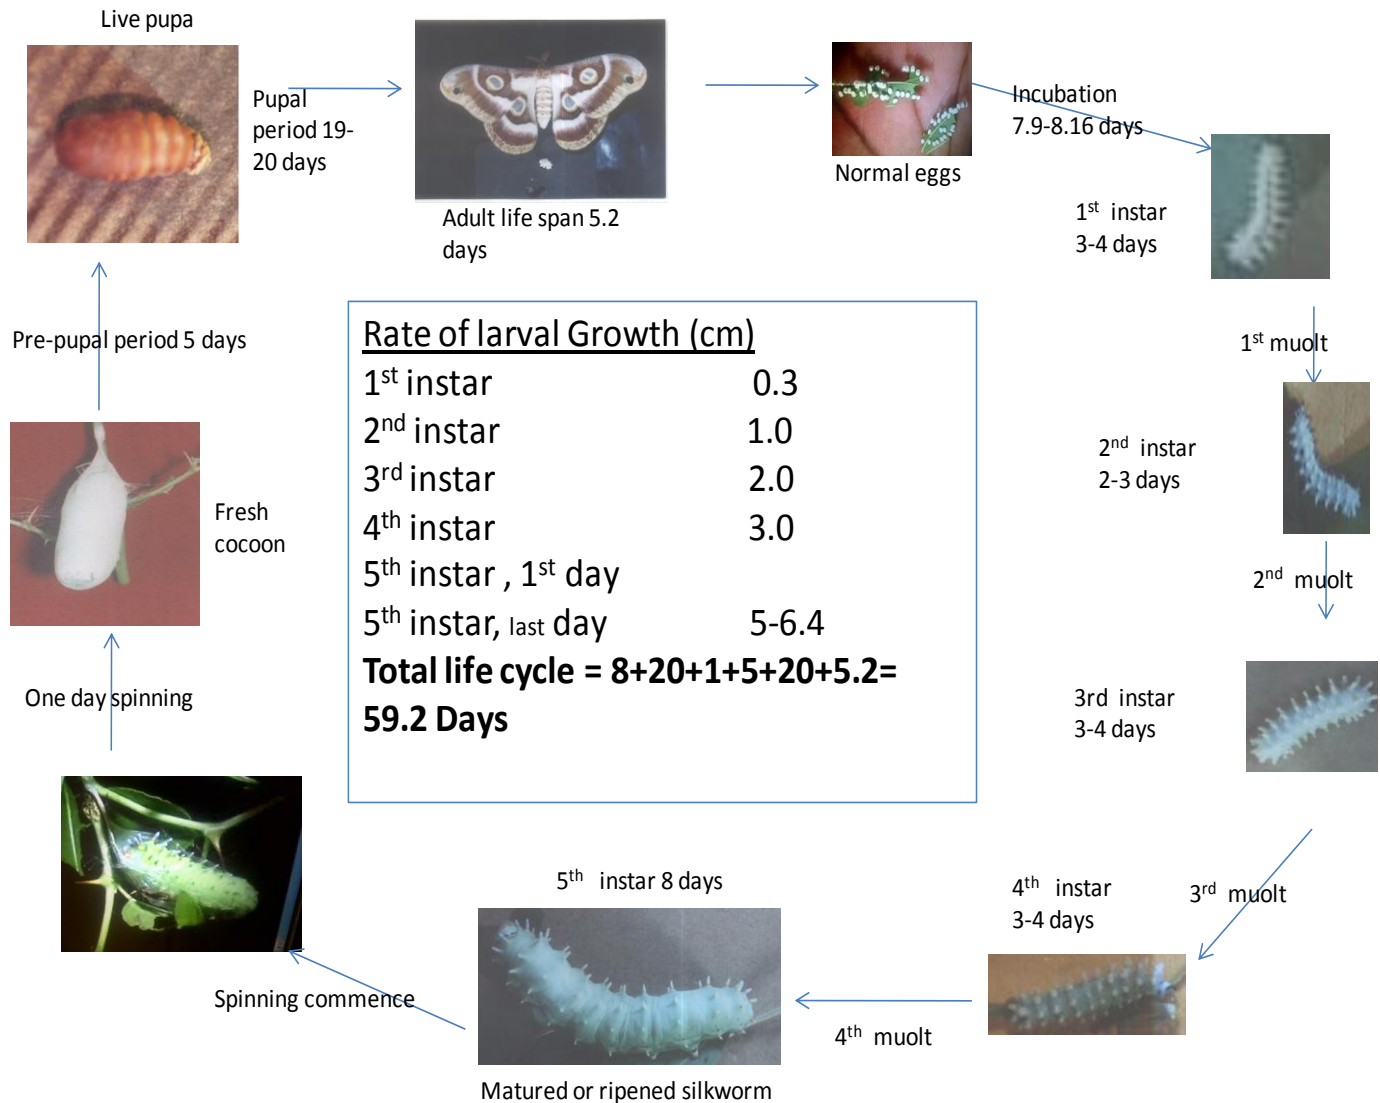 Live pupa
Pupal
period 19-
20 days
Adult life span 5.2
days
Normal eggs
Incubation
7.9-8.16 days
1st instar
3-4 days
1st muolt
2nd instar
2-3 days
2nd muolt
3rd instar
3-4 days
3rd muolt
4th instar
3-4 days
4th muolt
5th instar 8 days
Matured or ripened silkworm
Spinning commence
One day spinning
Fresh
cocoon
Pre-pupal period 5 days
Rate of larval Growth (cm)
1st instar 0.3
2nd instar 1.0
3rd instar 2.0
4th instar 3.0
5th instar , 1st day
5th instar, last day 5-6.4
Total life cycle = 8+20+1+5+20+5.2=
59.2 Days